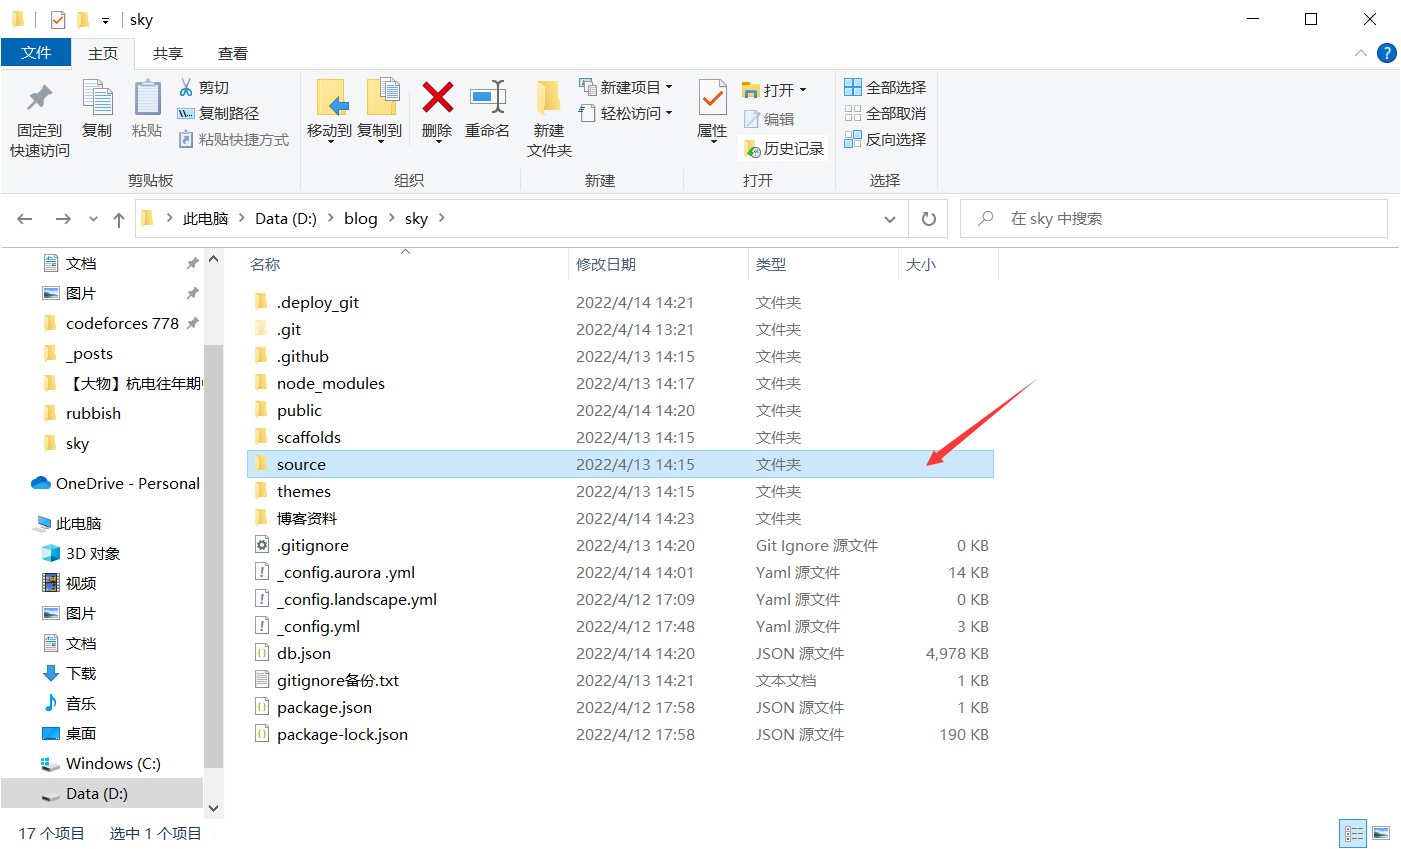 sky
文件 主页 共享 查看
固定到
快速访问
复制
粘贴
剪切
复制路径
粘贴快捷方式
剪贴板
移动到
复制到
删除
重命名
组织
新建
文件夹
新建项目
轻松访问
新建
属性
打开
编辑
历史记录
打开
全部选择
全部取消
反向选择
选择
此电脑 Data (D:) blog sky
在 sky 中搜索
文档
图片
codeforces 778
_posts
【大物】杭电往年期
rubbish
sky
OneDrive - Personal
此电脑
3D 对象
视频
图片
文档
下载
音乐
桌面
Windows (C:)
Data (D:)
名称 修改日期 类型 大小
.deploy_git 2022/4/14 14:21 文件夹
.git 2022/4/14 13:21 文件夹
.github 2022/4/13 14:15 文件夹
node_modules 2022/4/13 14:17 文件夹
public 2022/4/14 14:20 文件夹
scaffolds 2022/4/13 14:15 文件夹
source 2022/4/13 14:15 文件夹
themes 2022/4/13 14:15 文件夹
博客资料 2022/4/14 14:23 文件夹
.gitignore 2022/4/13 14:20 Git Ignore 源文件 0 KB
_config.aurora .yml 2022/4/14 14:01 Yaml 源文件 14 KB
_config.landscape.yml 2022/4/12 17:09 Yaml 源文件 0 KB
_config.yml 2022/4/12 17:48 Yaml 源文件 3 KB
db.json 2022/4/14 14:20 JSON 源文件 4,978 KB
gitignore备份.txt 2022/4/13 14:21 文本文档 1 KB
package.json 2022/4/12 17:58 JSON 源文件 1 KB
package-lock.json 2022/4/12 17:58 JSON 源文件 190 KB
17 个项目 选中 1 个项目